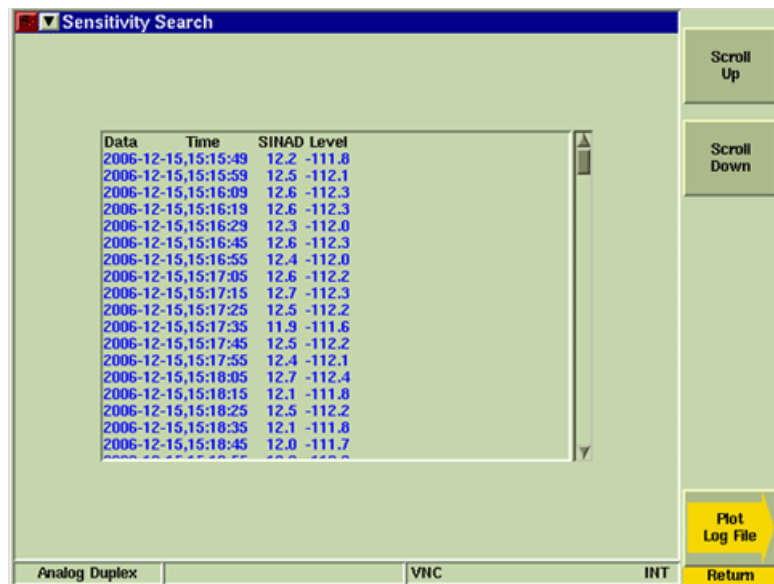 Sensitivity Search
Scroll
Up
Scroll
Down
Data Time SINAD Level
2006-12-15,15:15:49 12.2 -111.8
2006-12-15,15:15:59 12.5 -112.1
2006-12-15,15:16:09 12.6 -112.3
2006-12-15,15:16:19 12.6 -112.3
2006-12-15,15:16:29 12.3 -112.0
2006-12-15,15:16:45 12.6 -112.3
2006-12-15,15:16:55 12.4 -112.0
2006-12-15,15:17:05 12.6 -112.2
2006-12-15,15:17:15 12.7 -112.3
2006-12-15,15:17:25 12.5 -112.2
2006-12-15,15:17:35 11.9 -111.6
2006-12-15,15:17:45 12.5 -112.2
2006-12-15,15:17:55 12.4 -112.1
2006-12-15,15:18:05 12.7 -112.4
2006-12-15,15:18:15 12.1 -111.8
2006-12-15,15:18:25 12.5 -112.2
2006-12-15,15:18:35 12.1 -111.8
2006-12-15,15:18:45 12.0 -111.7
Plot
Log File
Analog Duplex VNC INT Return